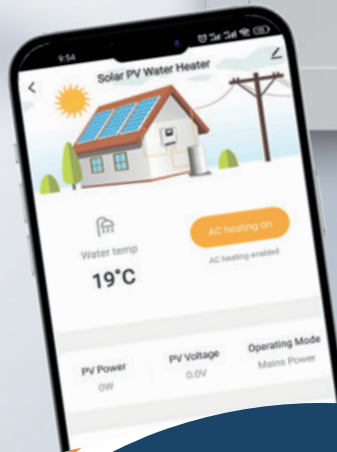 9:54
Solar PV Water Heater
Water temp
19°C
AC heating on
AC heating enabled
PV Power
0W
PV Voltage
0.0V
Operating Mode
Mains Power